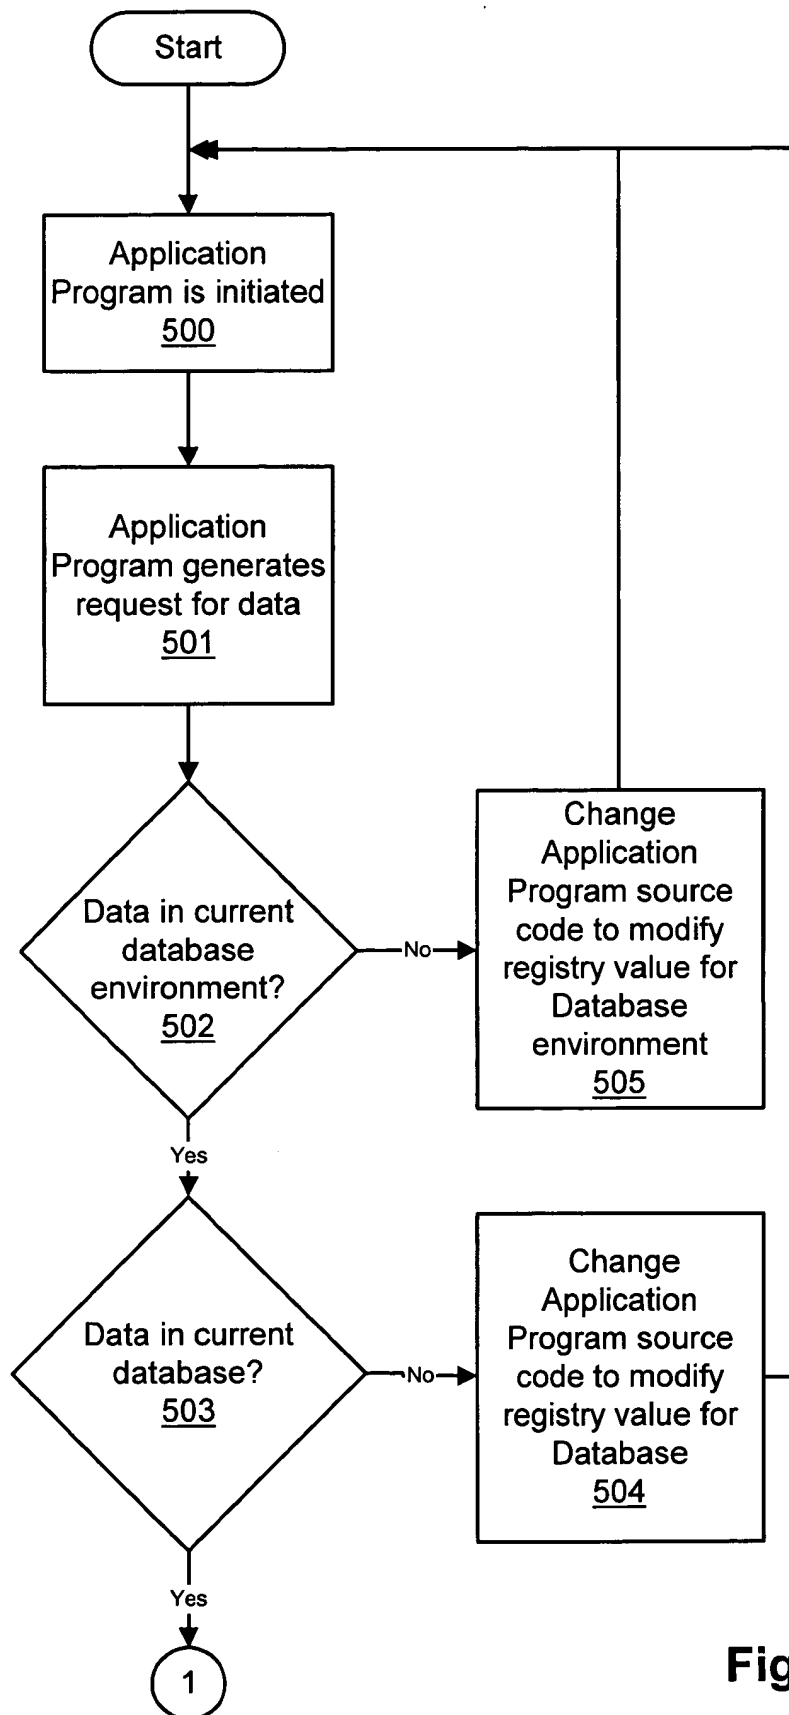 Start
Application
Program is initiated
500
Application
Program generates
request for data
501
Data in current
database
environment?
502
No
Change
Application
Program source
code to modify
registry value for
Database
environment
505
Yes
Data in current
database?
503
No
Change
Application
Program source
code to modify
registry value for
Database
504
Yes
1
Fig